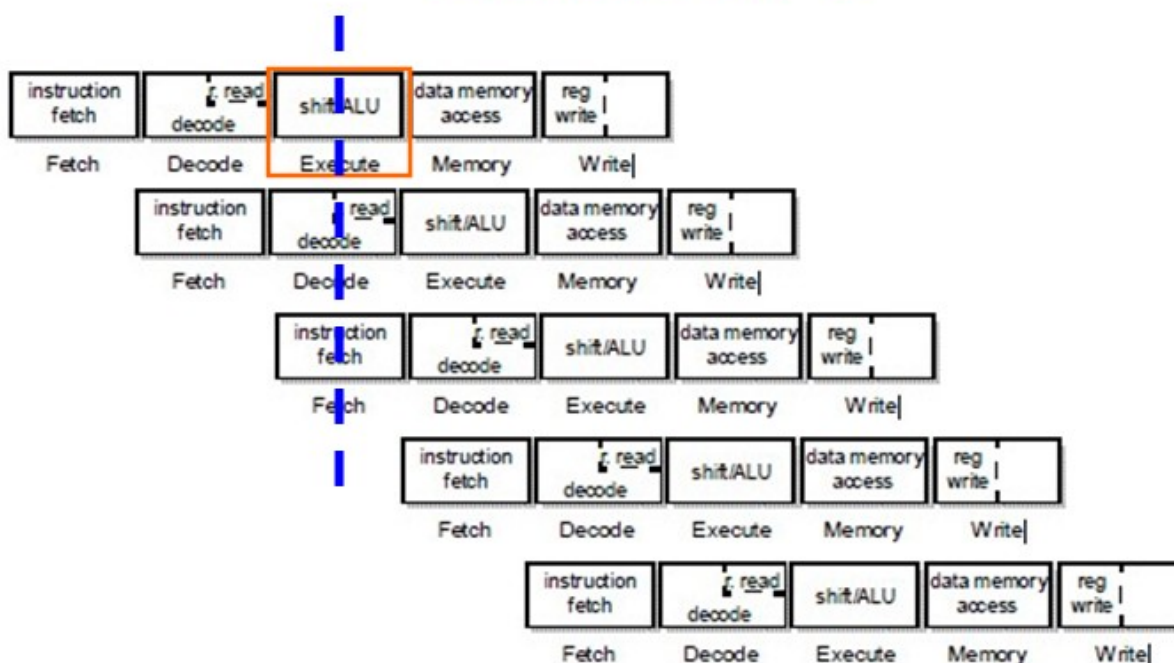 instruction fetch r. read decode shift/ALU data memory access reg write
Fetch Decode Execute Memory Write
instruction fetch read decode shift/ALU data memory access reg write
Fetch Decode Execute Memory Write
instruction fetch r. read decode shift/ALU data memory access reg write
Fetch Decode Execute Memory Write
instruction fetch r. read decode shift/ALU data memory access reg write
Fetch Decode Execute Memory Write
instruction fetch r. read decode shift/ALU data memory access reg write
Fetch Decode Execute Memory Write